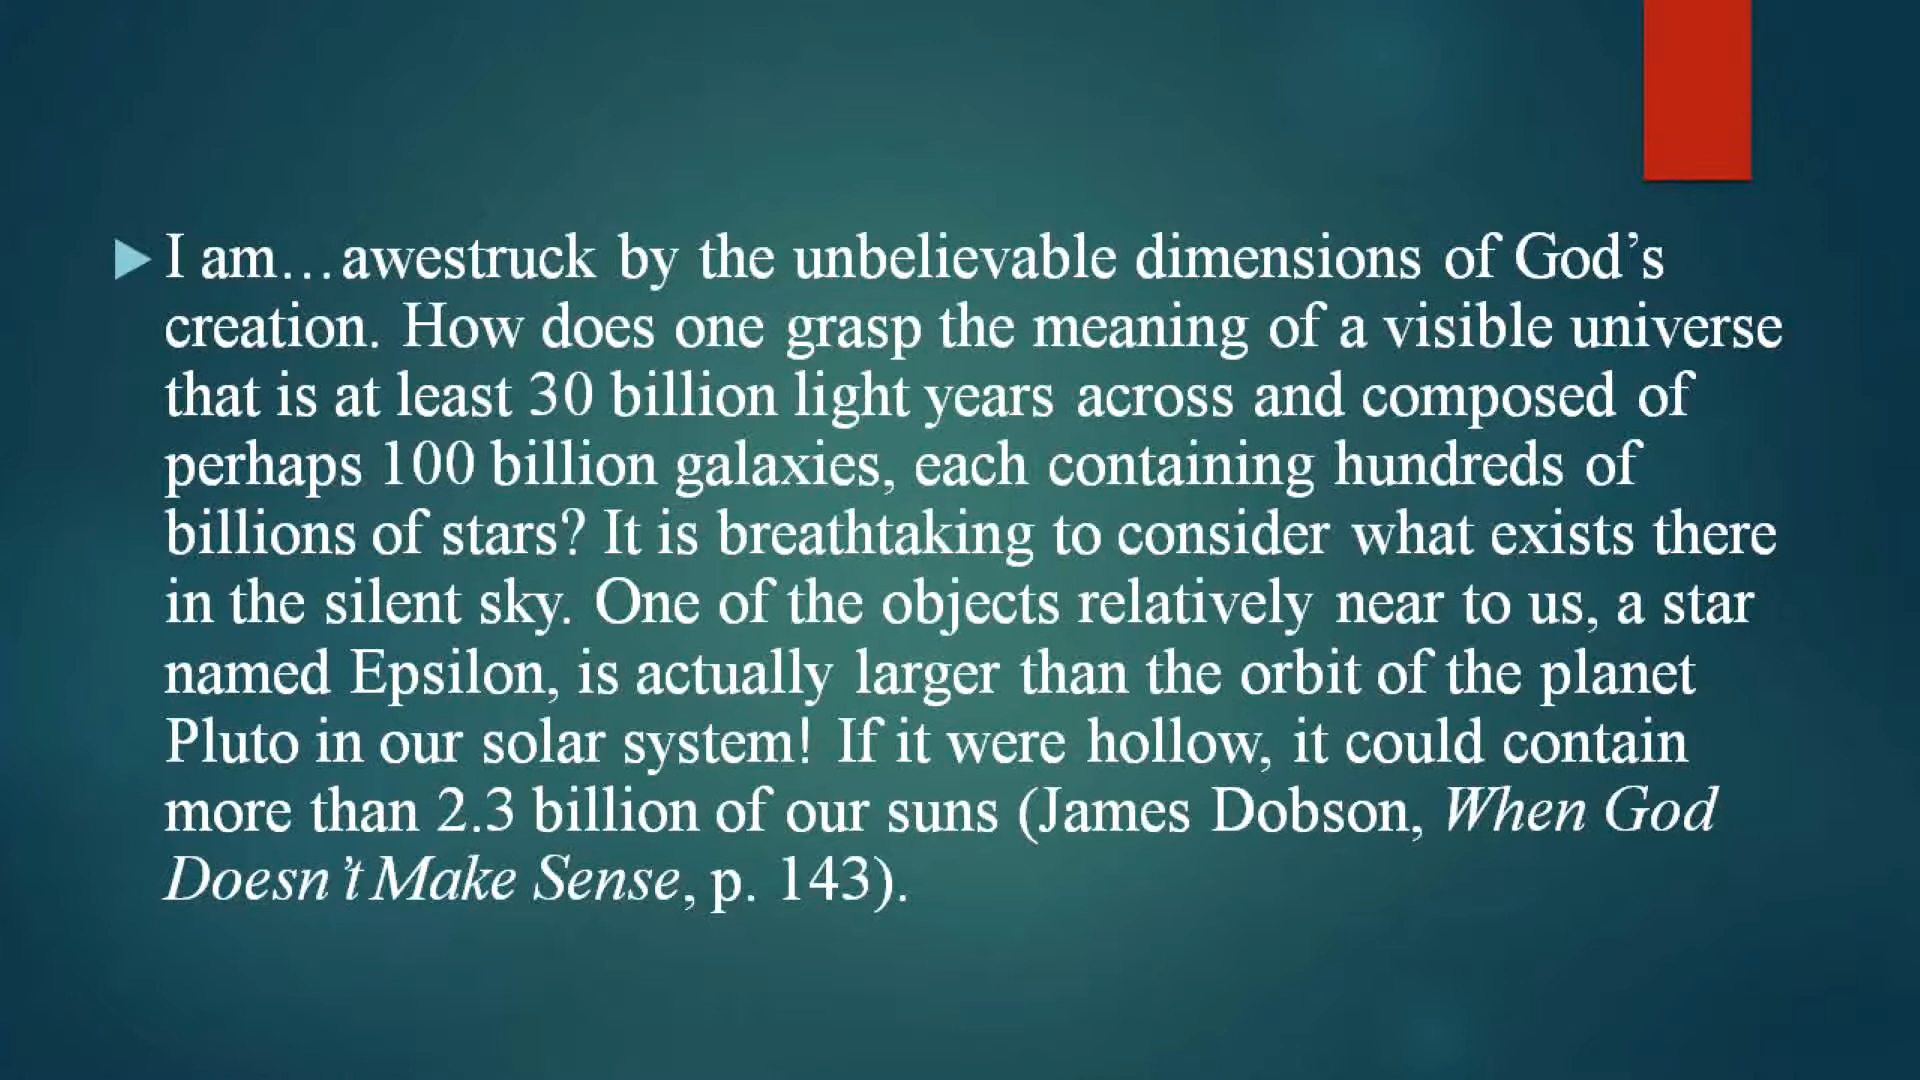 I am…awestruck by the unbelievable dimensions of God’s
creation. How does one grasp the meaning of a visible universe
that is at least 30 billion light years across and composed of
perhaps 100 billion galaxies, each containing hundreds of
billions of stars? It is breathtaking to consider what exists there
in the silent sky. One of the objects relatively near to us, a star
named Epsilon, is actually larger than the orbit of the planet
Pluto in our solar system! If it were hollow, it could contain
more than 2.3 billion of our suns (James Dobson, When God
Doesn’t Make Sense, p. 143).